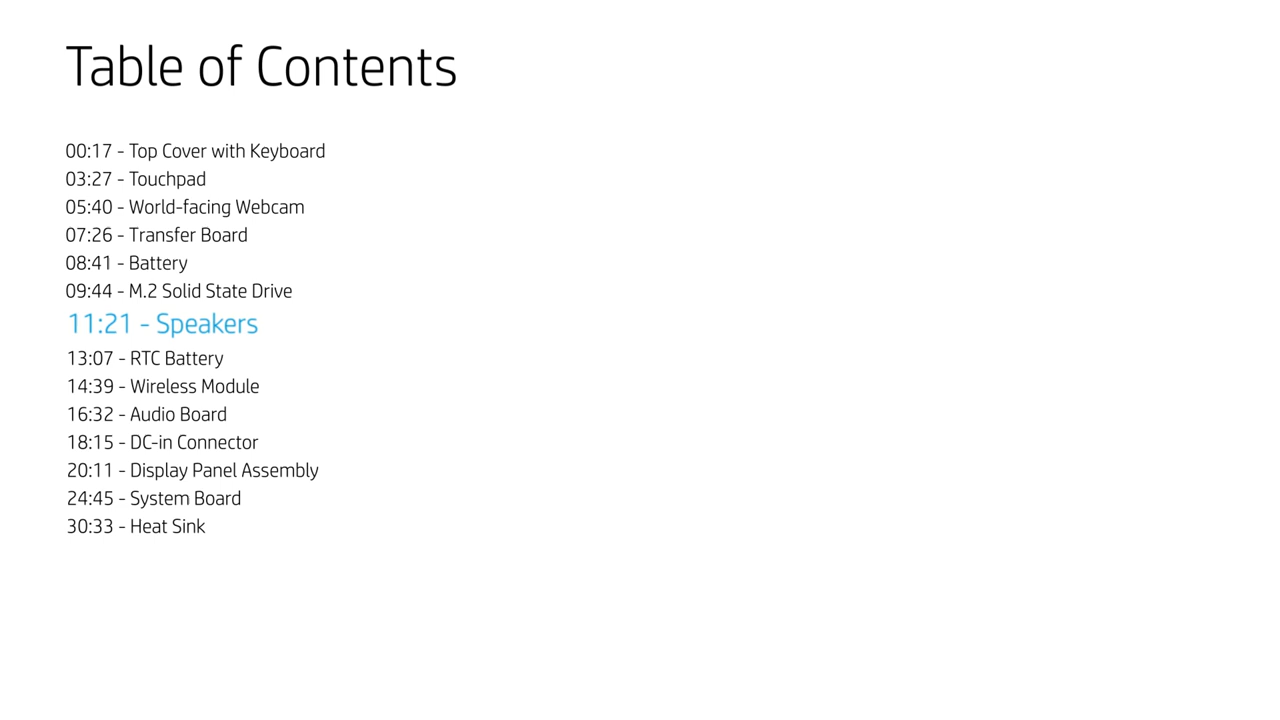 Table of Contents
00:17 - Top Cover with Keyboard
03:27 - Touchpad
05:40 - World-facing Webcam
07:26 - Transfer Board
08:41 - Battery
09:44 - M.2 Solid State Drive
11:21 - Speakers
13:07 - RTC Battery
14:39 - Wireless Module
16:32 - Audio Board
18:15 - DC-in Connector
20:11 - Display Panel Assembly
24:45 - System Board
30:33 - Heat Sink